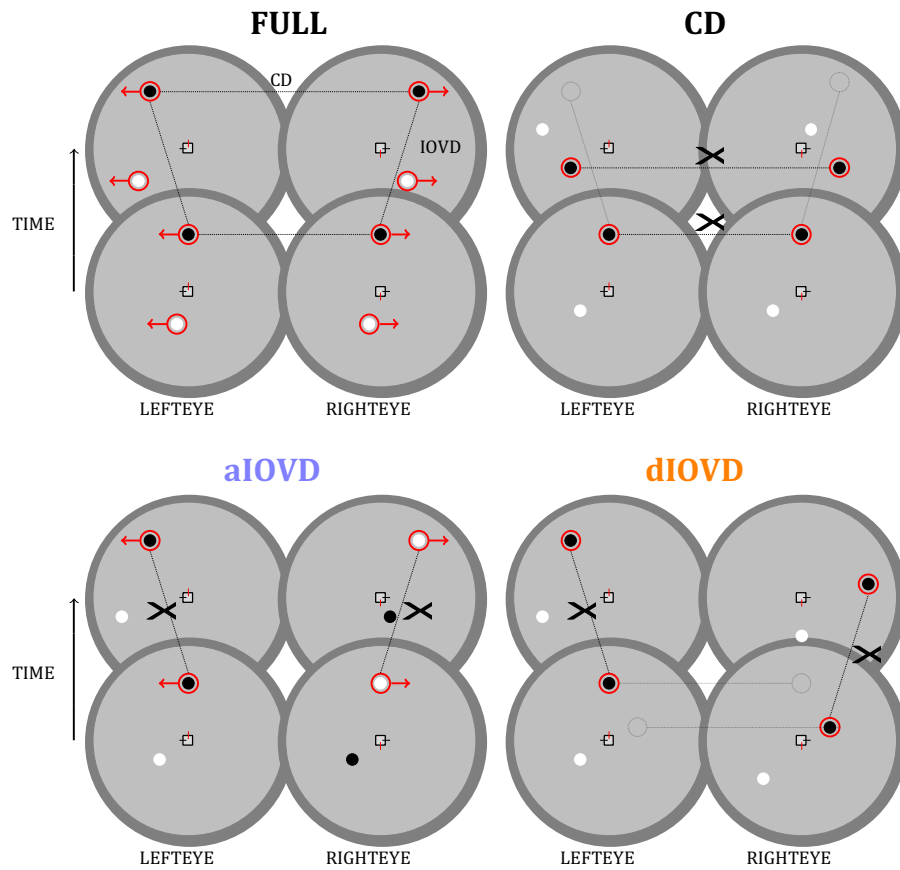 FULL
CD
CD
IOVD
TIME
LEFTEYE
RIGHTEYE
LEFTEYE
RIGHTEYE
aIOVD
dIOVD
TIME
LEFTEYE
RIGHTEYE
LEFTEYE
RIGHTEYE